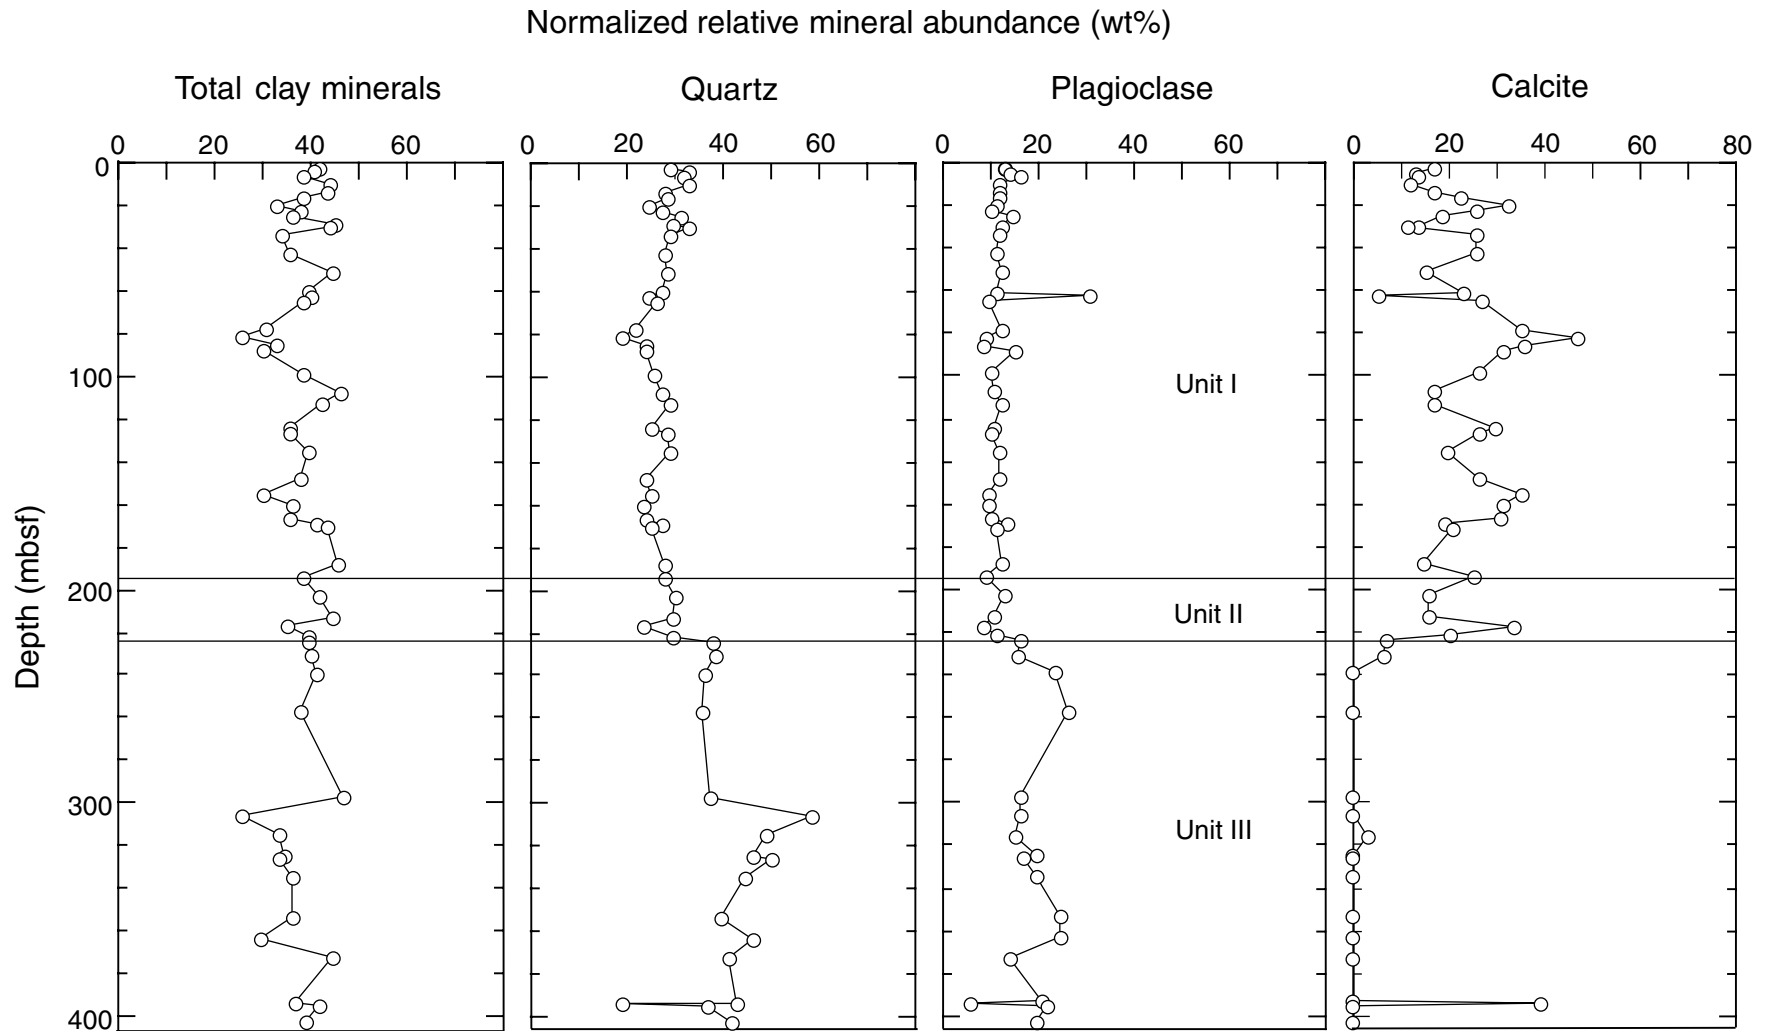 Normalized relative mineral abundance (wt%)
Total clay minerals Quartz Plagioclase Calcite
0 20 40 60 0 20 40 60 0 20 40 60 0 20 40 60 80
0
100
200
300
400
Depth (mbsf)
Unit I
Unit II
Unit III